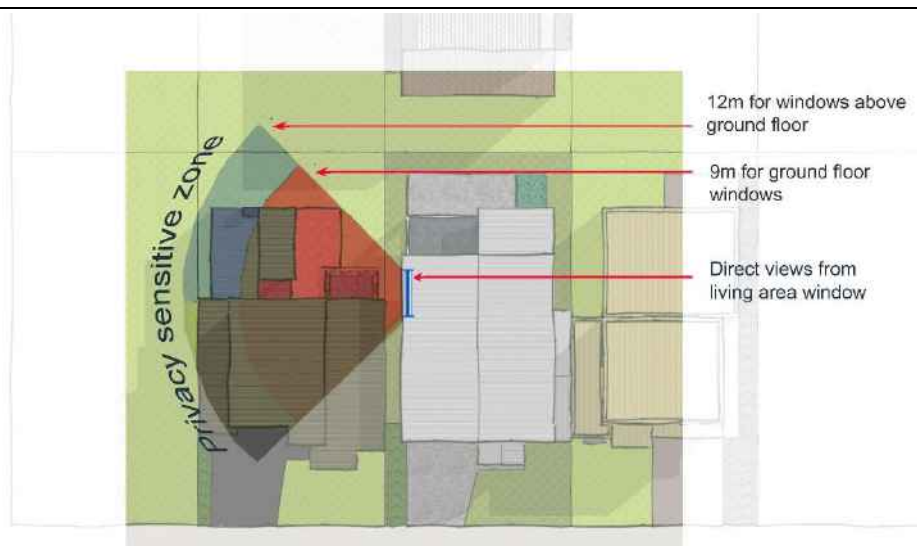 12m for windows above
ground floor
9m for ground floor
windows
Direct views from
living area window
Privacy sensitive zone